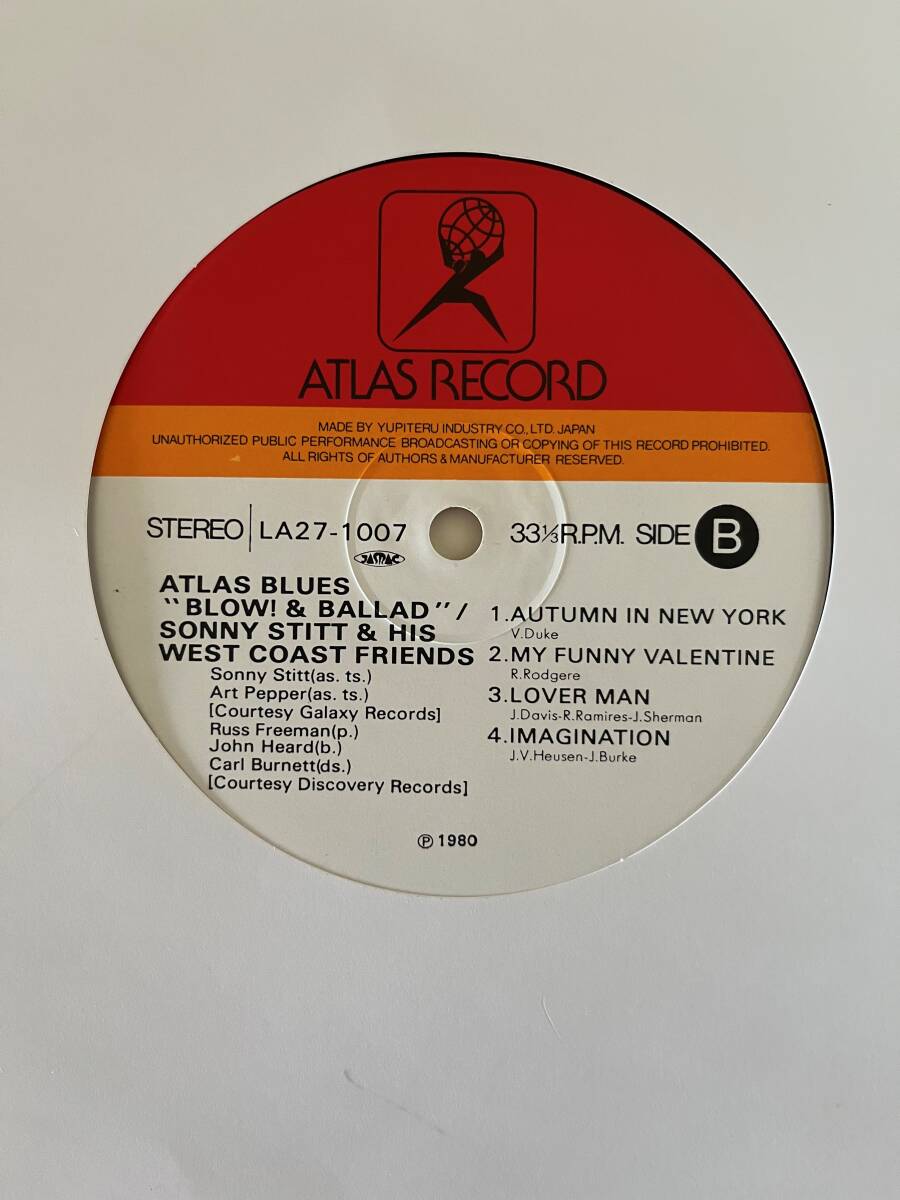 ATLAS RECORD
MADE BY YUPITERU INDUSTRY CO., LTD. JAPAN
UNAUTHORIZED PUBLIC PERFORMANCE BROADCASTING OR COPYING OF THIS RECORD PROHIBITED.
ALL RIGHTS OF AUTHORS & MANUFACTURER RESERVED.
STEREO LA27-1007
JASRAC
33⅓ R.P.M. SIDE B
ATLAS BLUES
"BLOW! & BALLAD" /
SONNY STITT & HIS
WEST COAST FRIENDS
Sonny Stitt(as. ts.)
Art Pepper(as. ts.)
[Courtesy Galaxy Records]
Russ Freeman(p.)
John Heard(b.)
Carl Burnett(ds.)
[Courtesy Discovery Records]
1.AUTUMN IN NEW YORK
V.Duke
2.MY FUNNY VALENTINE
R.Rodgere
3.LOVER MAN
J.Davis-R.Ramires-J.Sherman
4.IMAGINATION
J.V.Heusen-J.Burke
℗ 1980